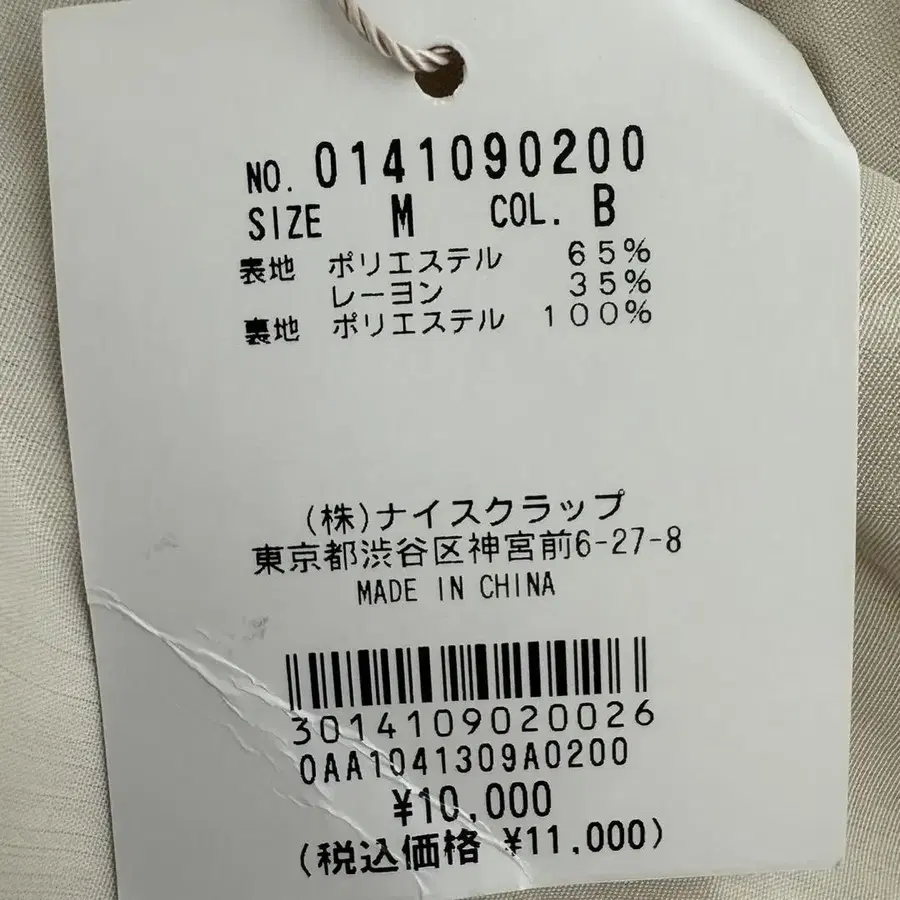 NO. 0141090200
SIZE M COL. B
表地 ポリエステル 65%
レーヨン 35%
裏地 ポリエステル 100%
(株)ナイスクラップ
東京都渋谷区神宮前6-27-8
MADE IN CHINA
3014109020026
0AA1041309A0200
¥10,000
(税込価格 ¥11,000)